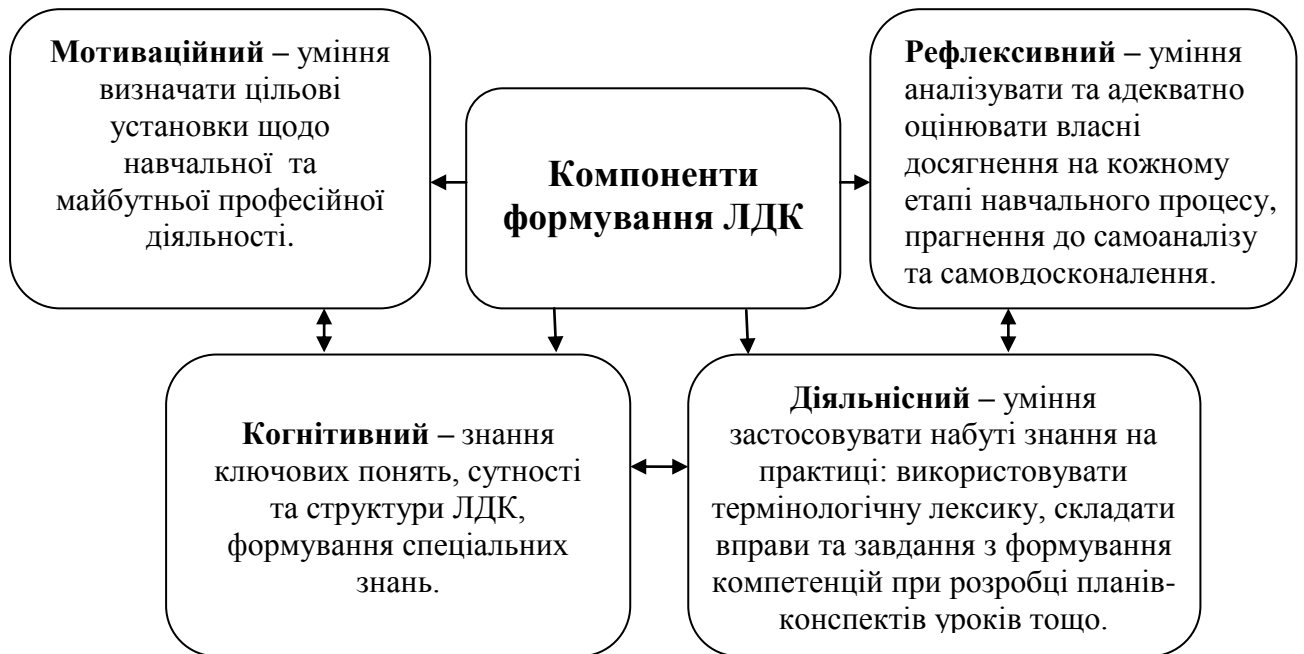 Мотиваційний – уміння
визначати цільові
установки щодо
навчальної та
майбутньої професійної
діяльності.
Компоненти
формування ЛДК
Рефлексивний – уміння
аналізувати та адекватно
оцінювати власні
досягнення на кожному
етапі навчального процесу,
прагнення до самоаналізу
та самовдосконалення.
Когнітивний – знання
ключових понять, сутності
та структури ЛДК,
формування спеціальних
знань.
Діяльнісний – уміння
застосовувати набуті знання на
практиці: використовувати
термінологічну лексику, складати
вправи та завдання з формування
компетенцій при розробці планів-
конспектів уроків тощо.